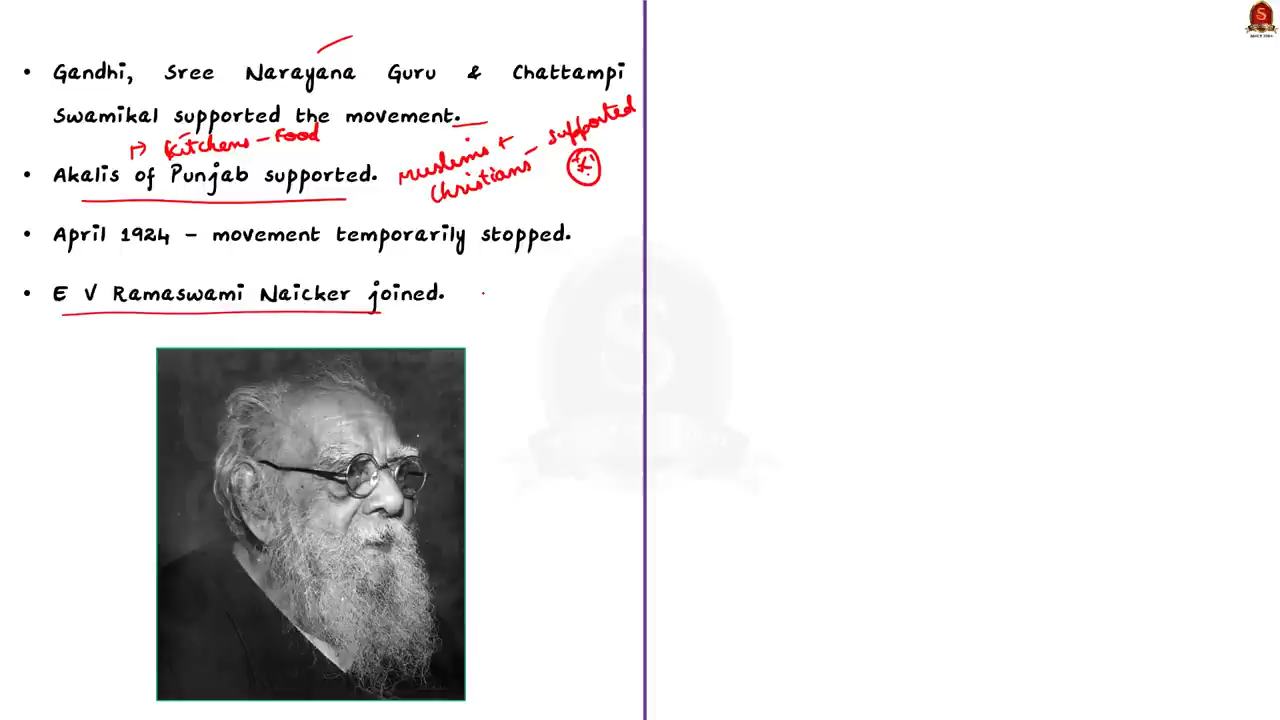 • Gandhi, Sree Narayana Guru & Chattampi
Swamikal supported the movement.
↦ Kitchens - Food
• Akalis of Punjab supported.
Muslims +
Christians - supported
• April 1924 - movement temporarily stopped.
• E V Ramaswami Naicker joined.